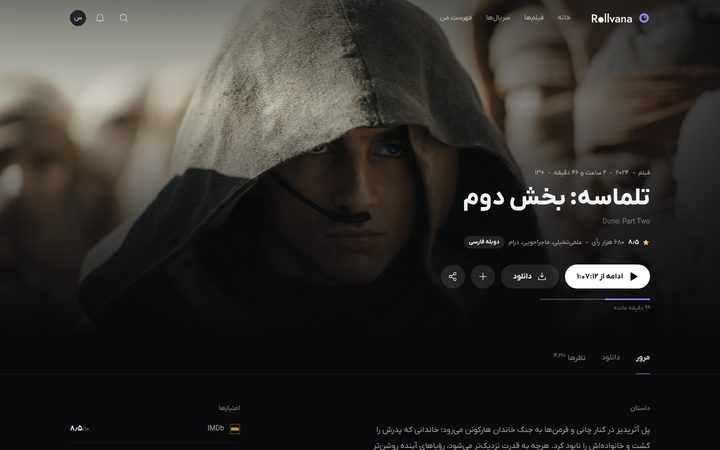 Rollvana
خانه
فیلم‌ها
سریال‌ها
فهرست من
س
فیلم • ۲۰۲۴ • ۲ ساعت و ۴۶ دقیقه • ۱۳+
تلماسه: بخش دوم
Dune: Part Two
۸٫۵ ۶۸۰ هزار رأی • علمی‌تخیلی، ماجراجویی، درام دوبله فارسی
ادامه از ۱:۰۷:۱۲
دانلود
۹۹ دقیقه مانده
مرور
دانلود
نظرها ۴٬۲۱۰
داستان
پل آتریدیز در کنار چانی و فرمن‌ها به جنگ خاندان هارکونن می‌رود؛ خاندانی که پدرش را
کشت و خانواده‌اش را نابود کرد. هرچه به قدرت نزدیک‌تر می‌شود، رؤیاهای آینده روشن‌تر
امتیازها
IMDb
۸٫۵/۱۰